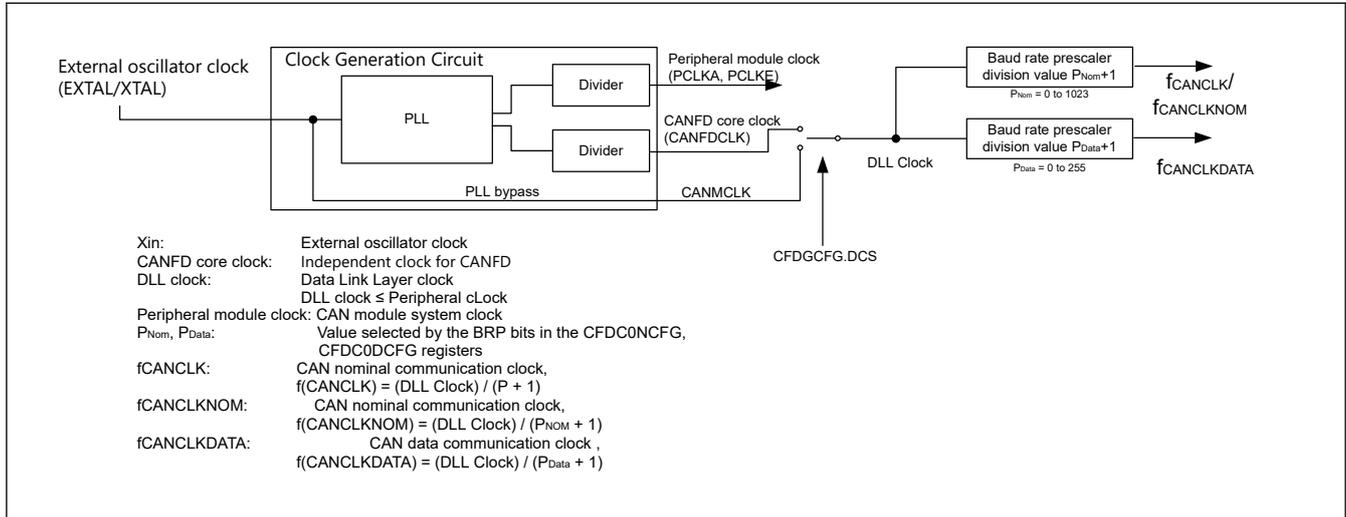 External oscillator clock
(EXTAL/XTAL)
Clock Generation Circuit
PLL
Divider
Divider
PLL bypass
Peripheral module clock
(PCLKA, PCLKE)
CANFD core clock
(CANFDCLK)
CANMCLK
CFDGCFG.DCS
DLL Clock
Baud rate prescaler
division value PNom+1
PNom = 0 to 1023
Baud rate prescaler
division value PData+1
PData = 0 to 255
fCANCLK/
fCANCLKNOM
fCANCLKDATA
Xin: External oscillator clock
CANFD core clock: Independent clock for CANFD
DLL clock: Data Link Layer clock
DLL clock ≤ Peripheral cLock
Peripheral module clock: CAN module system clock
PNom, PData: Value selected by the BRP bits in the CFDC0NCFG,
CFDC0DCFG registers
fCANCLK: CAN nominal communication clock,
f(CANCLK) = (DLL Clock) / (P + 1)
fCANCLKNOM: CAN nominal communication clock,
f(CANCLKNOM) = (DLL Clock) / (PNOM + 1)
fCANCLKDATA: CAN data communication clock ,
f(CANCLKDATA) = (DLL Clock) / (PData + 1)